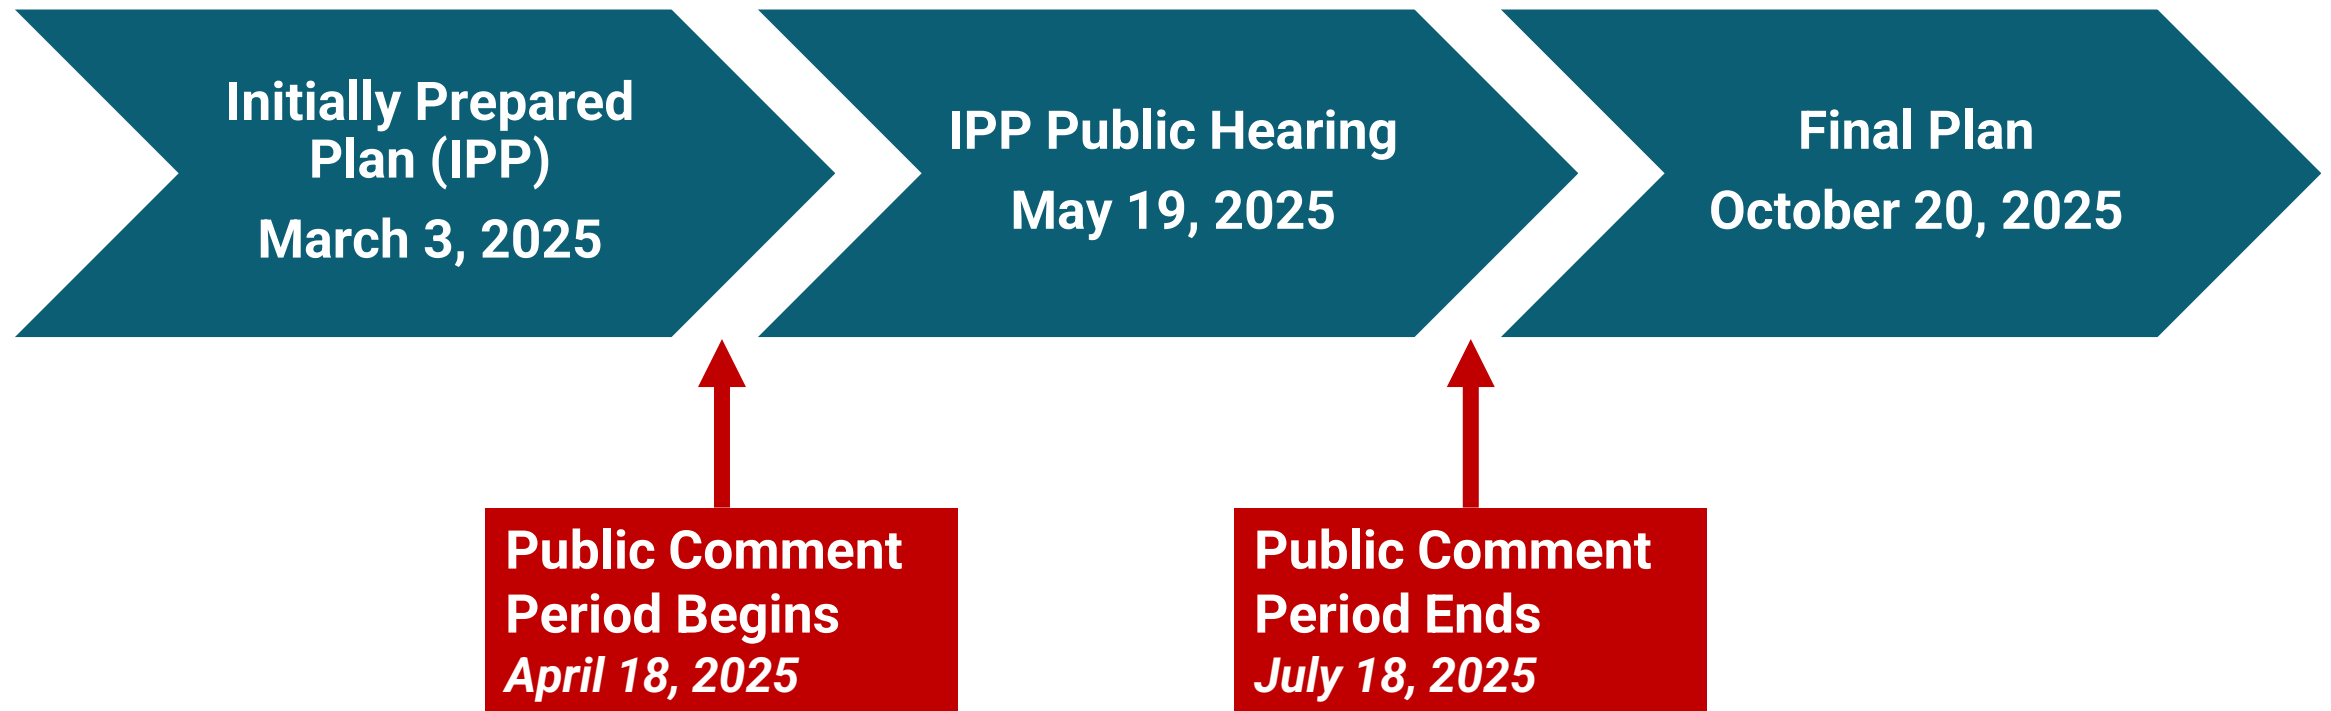 Initially Prepared
Plan (IPP)
March 3, 2025
IPP Public Hearing
May 19, 2025
Final Plan
October 20, 2025
Public Comment
Period Begins
April 18, 2025
Public Comment
Period Ends
July 18, 2025